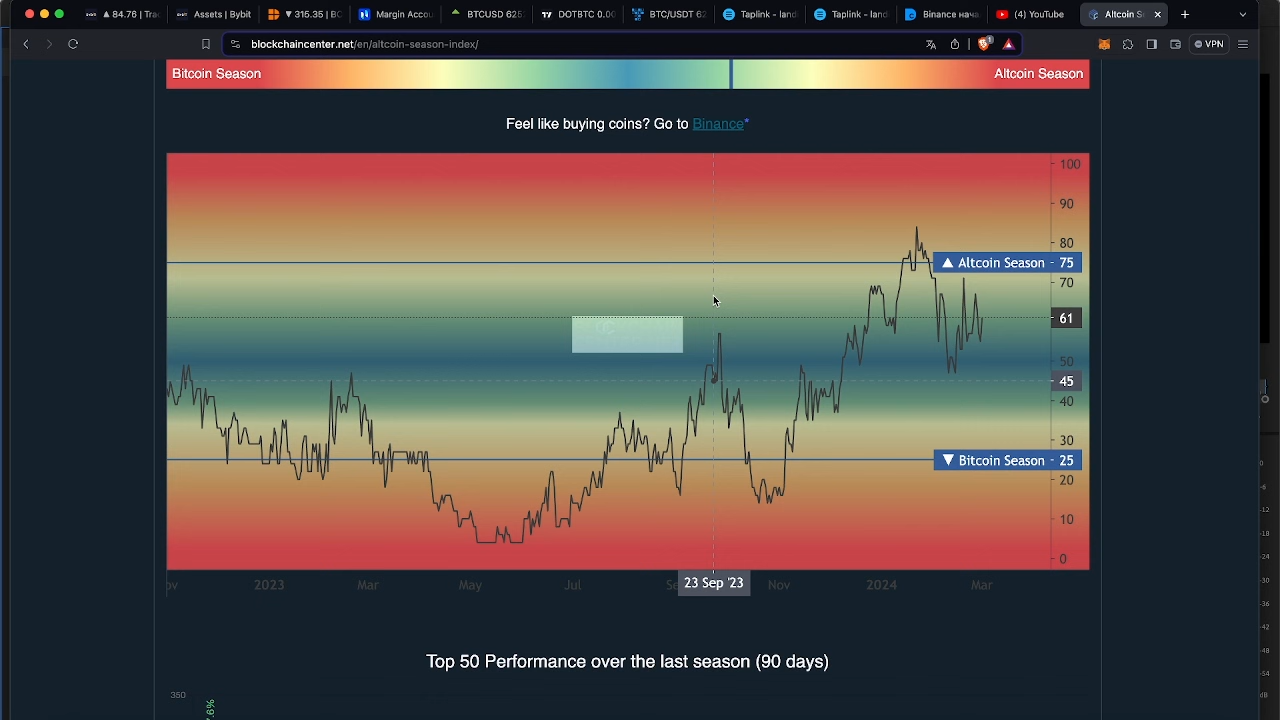 ▲ 84.76 | Trac
Assets | Bybit
▼ 315.35 | BC
Margin Accou
BTCUSD 625
DOTBTC 0.00
BTC/USDT 62
Taplink - land
Taplink - land
Binance нача
(4) YouTube
Altcoin S
blockchaincenter.net/en/altcoin-season-index/
VPN
Bitcoin Season
Altcoin Season
Feel like buying coins? Go to Binance*
100
90
80
▲ Altcoin Season - 75
70
61
50
45
40
30
▼ Bitcoin Season - 25
20
10
0
2023
Mar
May
Jul
23 Sep '23
Nov
2024
Mar
Top 50 Performance over the last season (90 days)
350